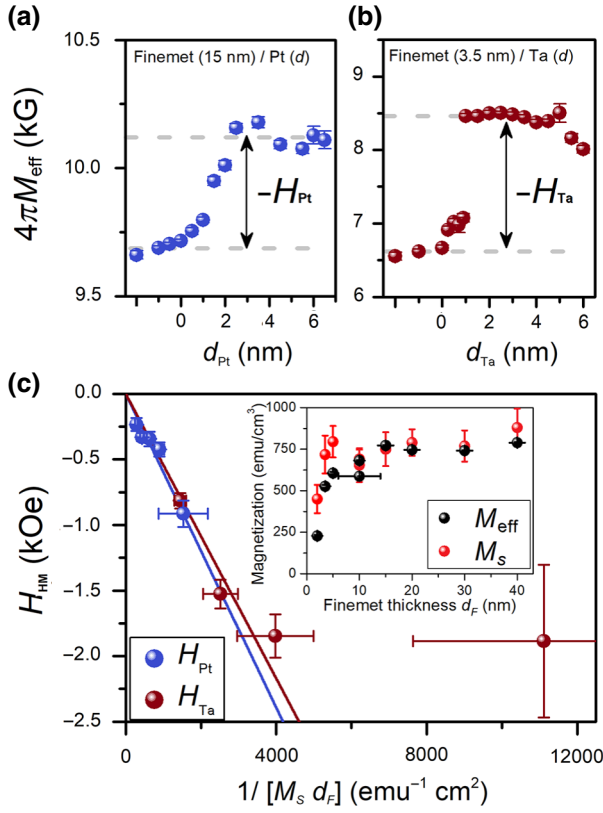 (a)
(b)
10.5
10.0
9.5
4πMeff (kG)
Finemet (15 nm) / Pt (d)
−HPt
0 2 4 6
dPt (nm)
9
8
7
6
Finemet (3.5 nm) / Ta (d)
−HTa
0 2 4 6
dTa (nm)
(c)
0.0
−0.5
−1.0
−1.5
−2.0
−2.5
HHM (kOe)
HPt
HTa
1000
750
500
250
0
Magnetization (emu/cm³)
Meff
Ms
0 10 20 30 40
Finemet thickness dF (nm)
0 4000 8000 12000
1/ [MS dF] (emu⁻¹ cm²)